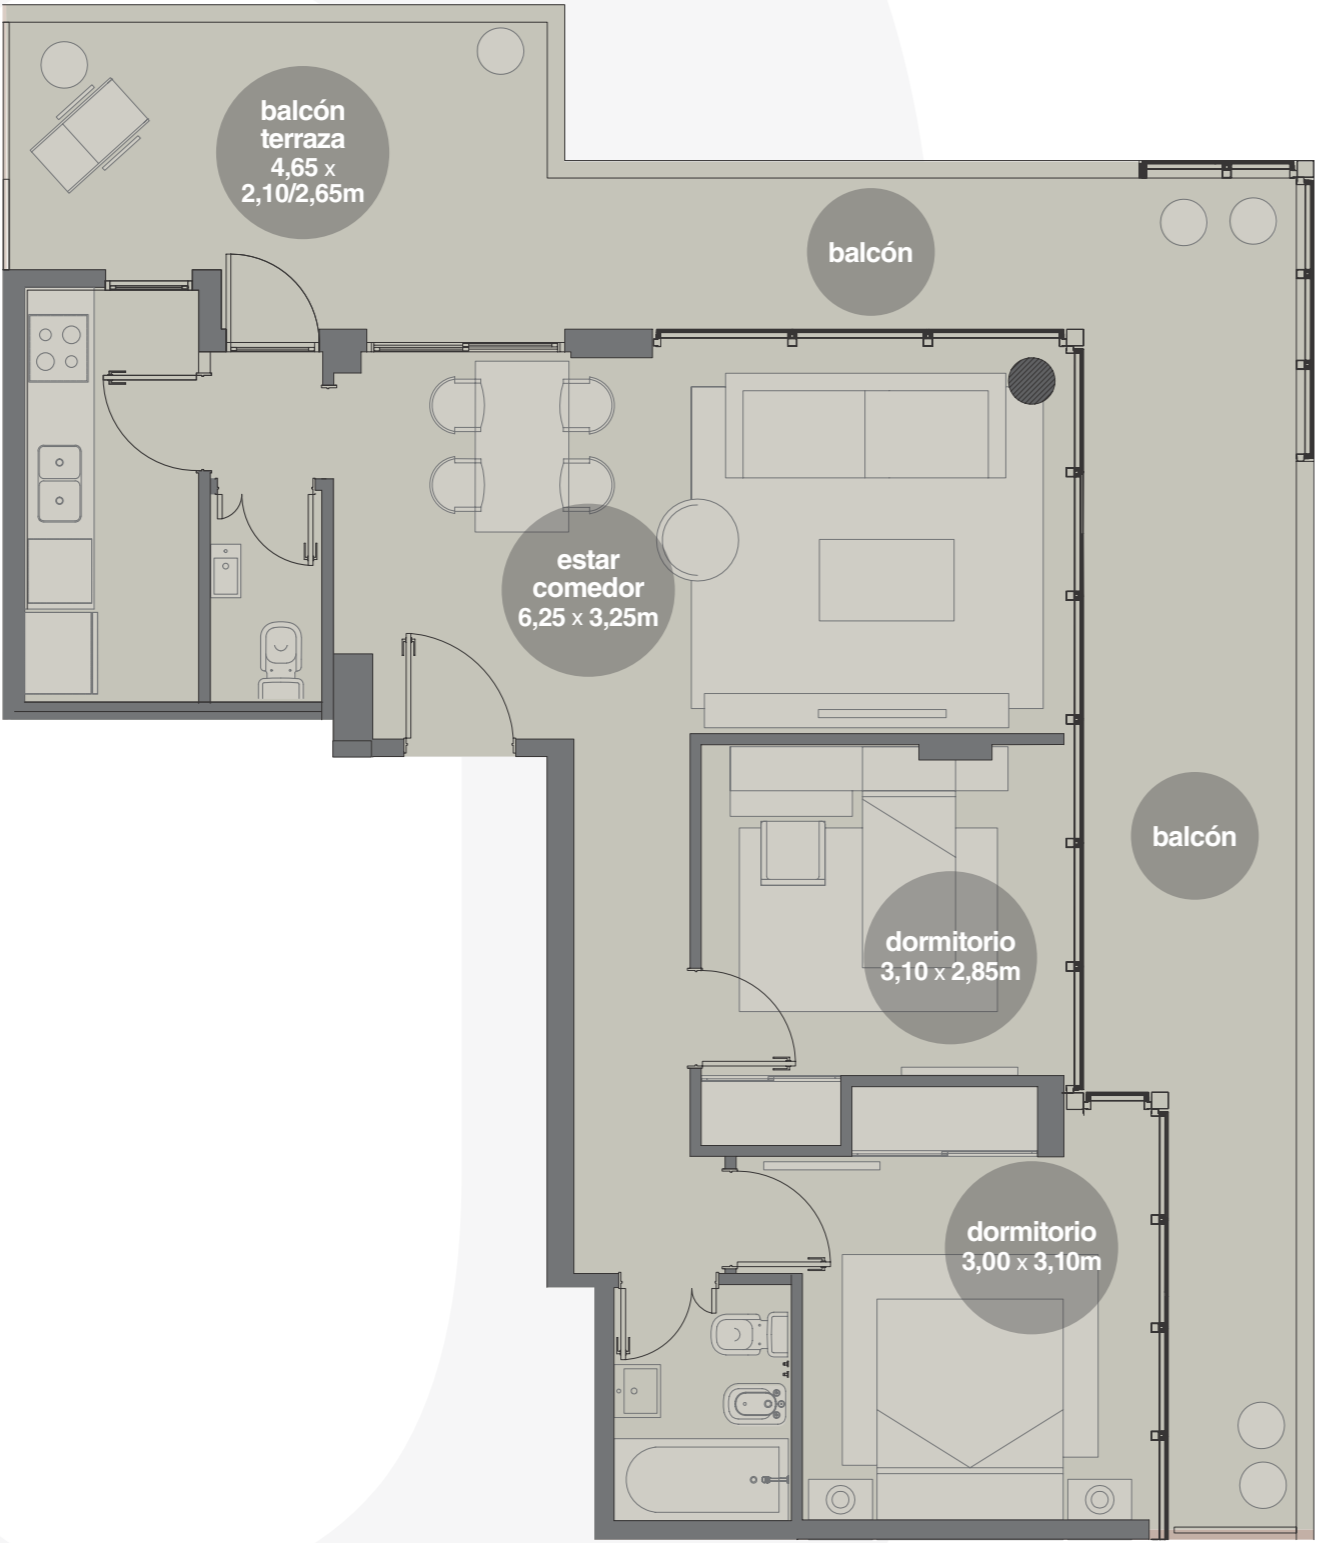 balcón
terraza
4,65 x
2,10/2,65m
balcón
estar
comedor
6,25 x 3,25m
balcón
dormitorio
3,10 x 2,85m
dormitorio
3,00 x 3,10m